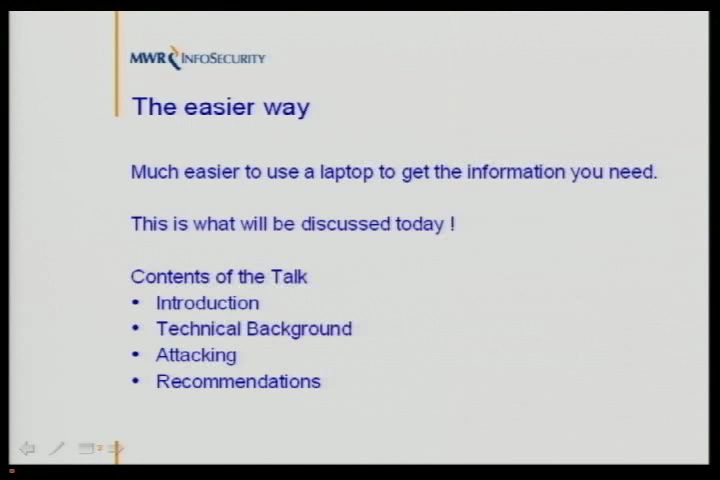 MWR INFOSECURITY
The easier way
Much easier to use a laptop to get the information you need.
This is what will be discussed today !
Contents of the Talk
• Introduction
• Technical Background
• Attacking
• Recommendations